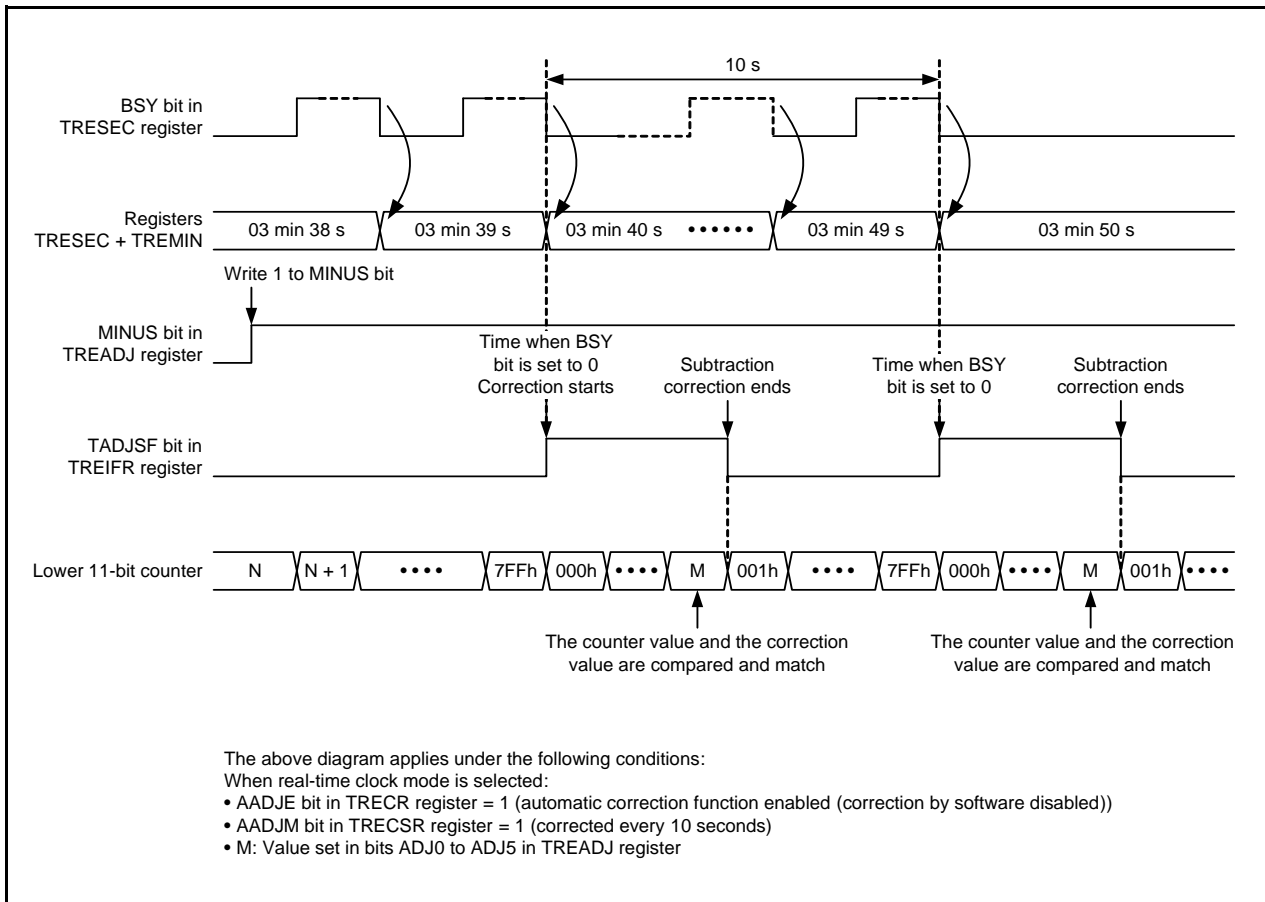 10 s
BSY bit in
TRESEC register
Registers
TRESEC + TREMIN
03 min 38 s
03 min 39 s
03 min 40 s
••••••
03 min 49 s
03 min 50 s
Write 1 to MINUS bit
MINUS bit in
TREADJ register
Time when BSY
bit is set to 0
Correction starts
Subtraction
correction ends
Time when BSY
bit is set to 0
Subtraction
correction ends
TADJSF bit in
TREIFR register
Lower 11-bit counter
N
N + 1
••••
7FFh
000h
••••
M
001h
••••
7FFh
000h
••••
M
001h
••••
The counter value and the correction
value are compared and match
The counter value and the correction
value are compared and match
The above diagram applies under the following conditions:
When real-time clock mode is selected:
• AADJE bit in TRECR register = 1 (automatic correction function enabled (correction by software disabled))
• AADJM bit in TRECSR register = 1 (corrected every 10 seconds)
• M: Value set in bits ADJ0 to ADJ5 in TREADJ register